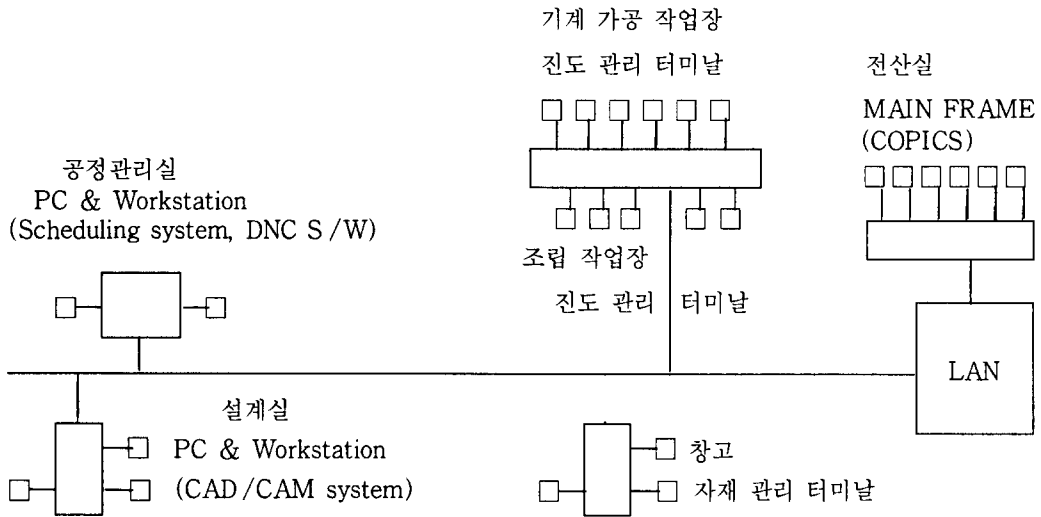 기계 가공 작업장
진도 관리 터미날
전산실
MAIN FRAME
(COPICS)
공정관리실
PC & Workstation
(Scheduling system, DNC S/W)
조립 작업장
진도 관리 터미날
LAN
설계실
PC & Workstation
(CAD/CAM system)
창고
자재 관리 터미날